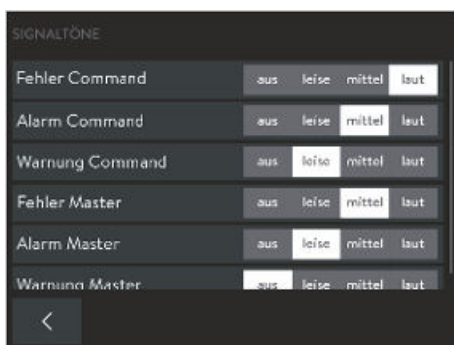 SIGNALTÖNE
Fehler Command aus leise mittel laut
Alarm Command aus leise mittel laut
Warnung Command aus leise mittel laut
Fehler Master aus leise mittel laut
Alarm Master aus leise mittel laut
Warnung Master aus leise mittel laut